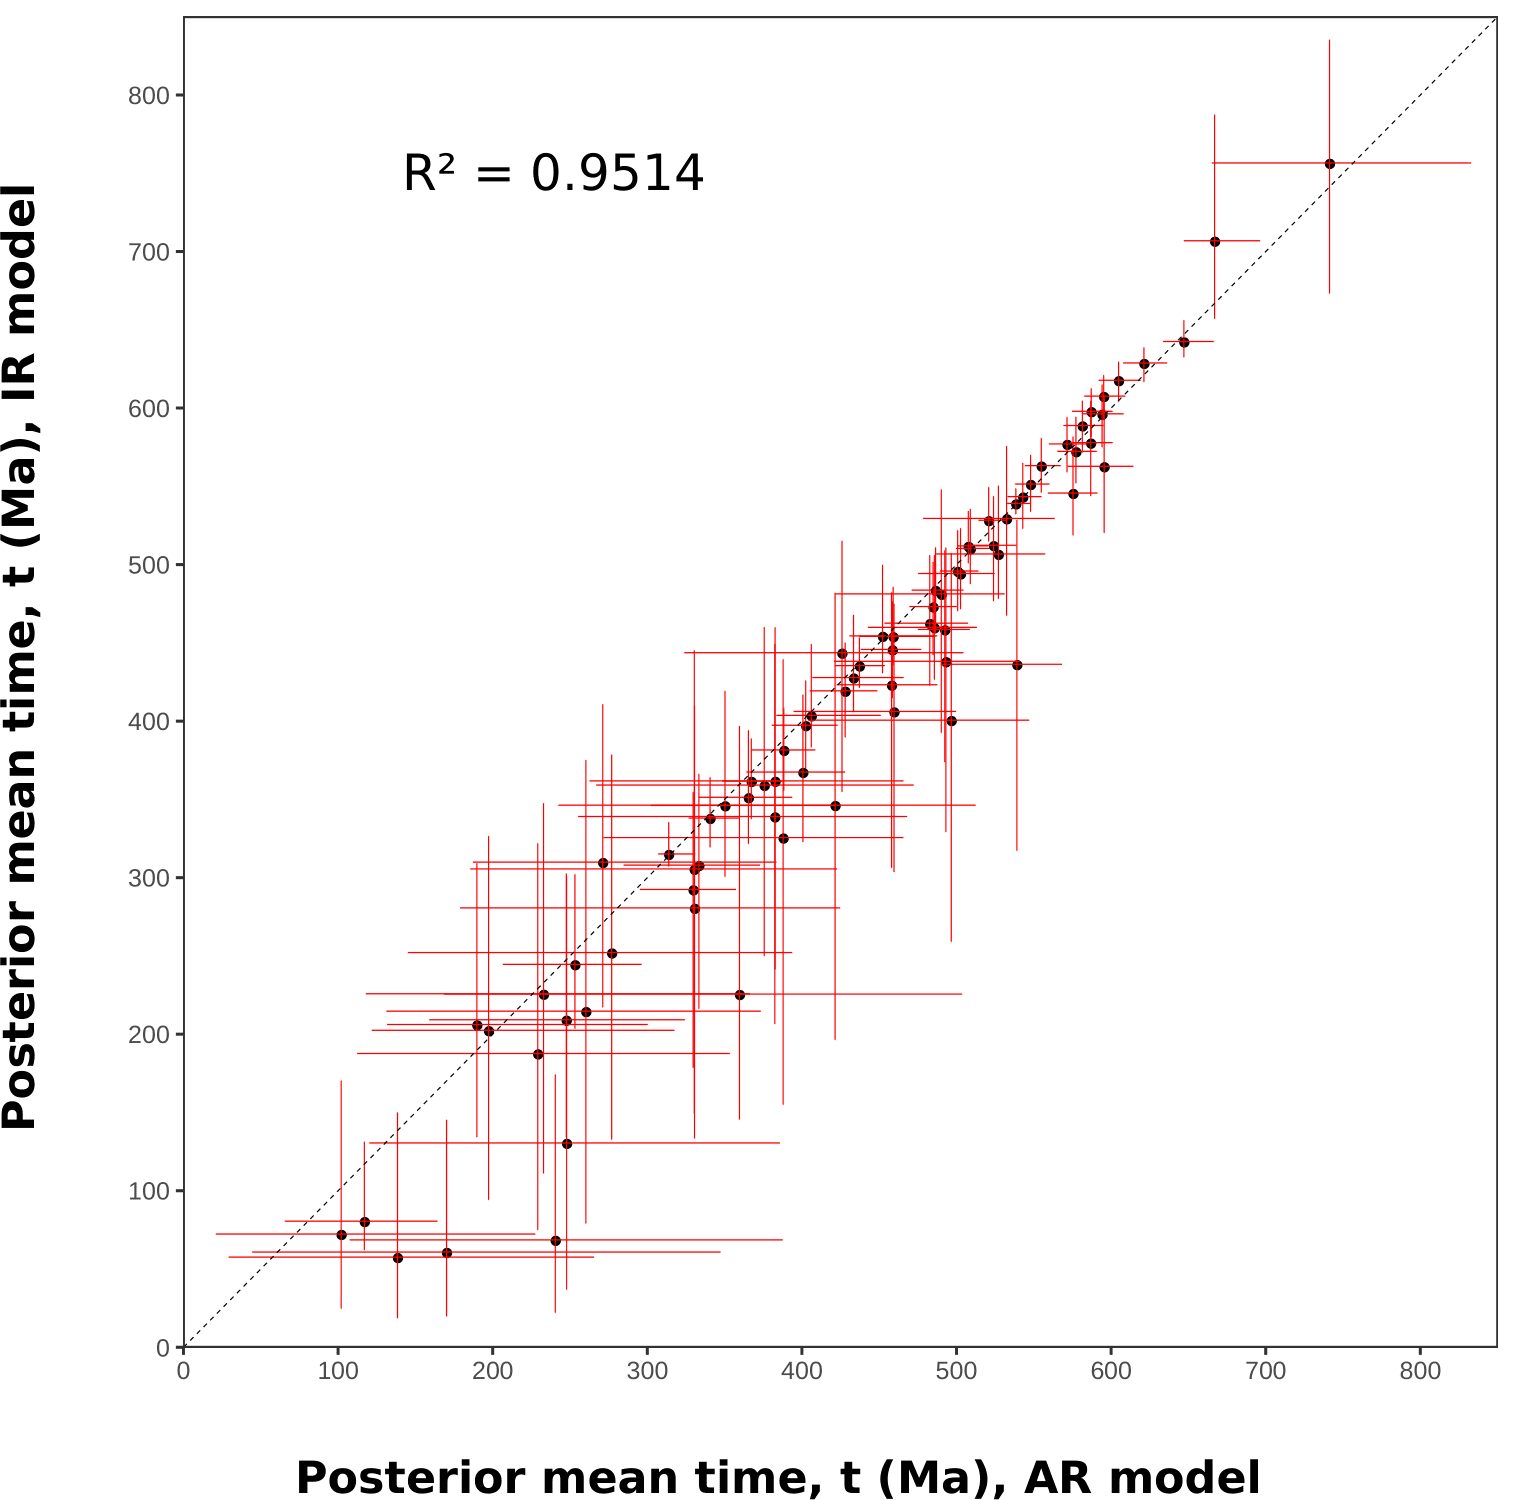 Posterior mean time, t (Ma), IR model
R² = 0.9514
800
700
600
500
400
300
200
100
0
0 100 200 300 400 500 600 700 800
Posterior mean time, t (Ma), AR model